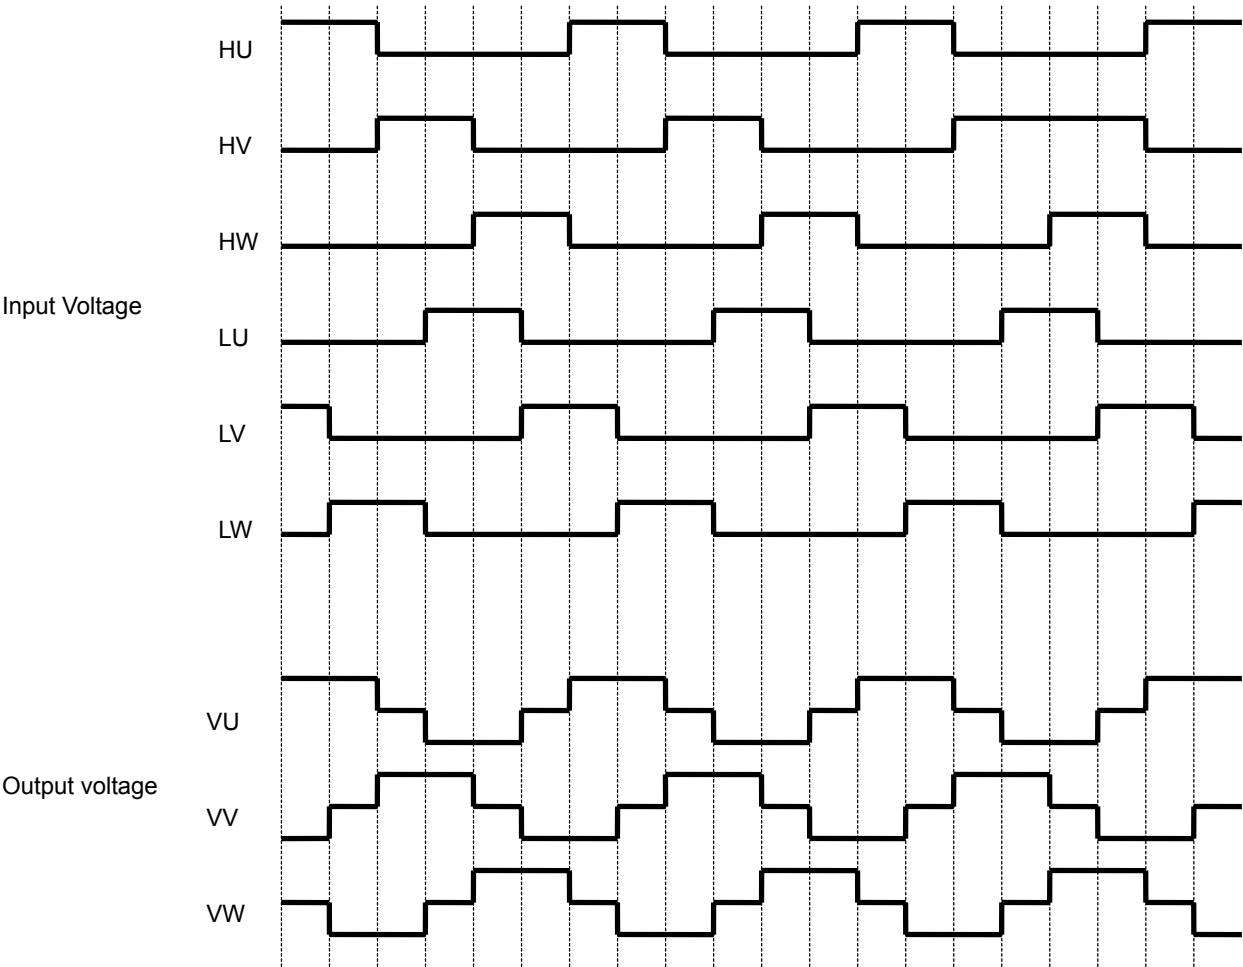 HU
HV
HW
Input Voltage
LU
LV
LW
VU
Output voltage
VV
VW